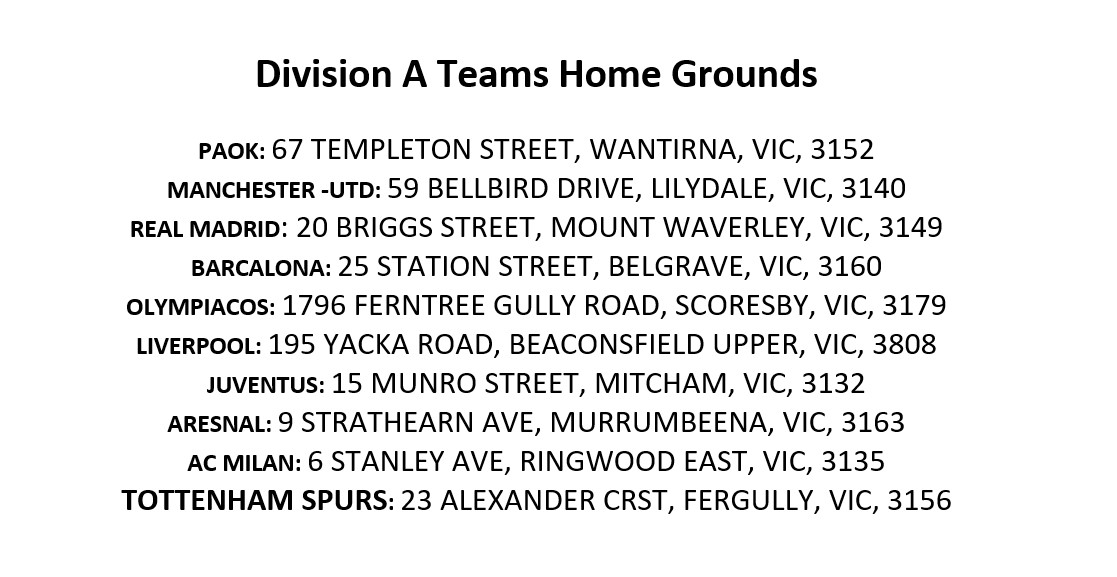 Division A Teams Home Grounds
PAOK: 67 TEMPLETON STREET, WANTIRNA, VIC, 3152
MANCHESTER -UTD: 59 BELLBIRD DRIVE, LILYDALE, VIC, 3140
REAL MADRID: 20 BRIGGS STREET, MOUNT WAVERLEY, VIC, 3149
BARCALONA: 25 STATION STREET, BELGRAVE, VIC, 3160
OLYMPIACOS: 1796 FERNTREE GULLY ROAD, SCORESBY, VIC, 3179
LIVERPOOL: 195 YACKA ROAD, BEACONSFIELD UPPER, VIC, 3808
JUVENTUS: 15 MUNRO STREET, MITCHAM, VIC, 3132
ARESNAL: 9 STRATHEARN AVE, MURRUMBEENA, VIC, 3163
AC MILAN: 6 STANLEY AVE, RINGWOOD EAST, VIC, 3135
TOTTENHAM SPURS: 23 ALEXANDER CRST, FERGULLY, VIC, 3156